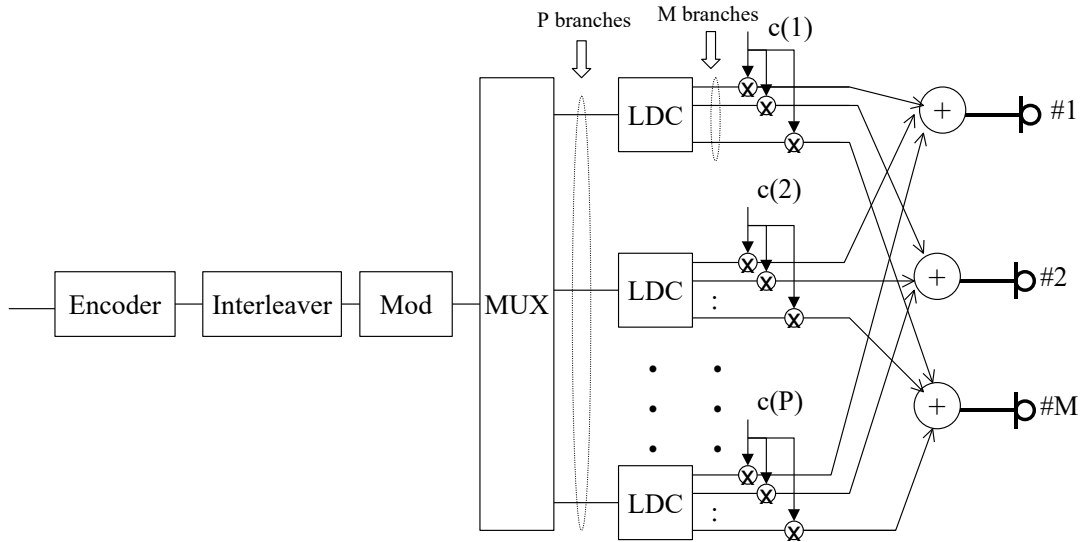 P branches
M branches
c(1)
LDC
X
X
X
+
#1
c(2)
Encoder
Interleaver
Mod
MUX
LDC
X
X
:
X
+
#2
c(P)
+
#M
LDC
X
X
:
X